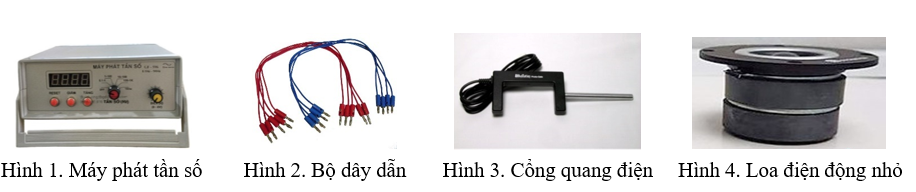 MÁY PHÁT TẦN SỐ
Hình 1. Máy phát tần số
Hình 2. Bộ dây dẫn
Hình 3. Cổng quang điện
Hình 4. Loa điện động nhỏ